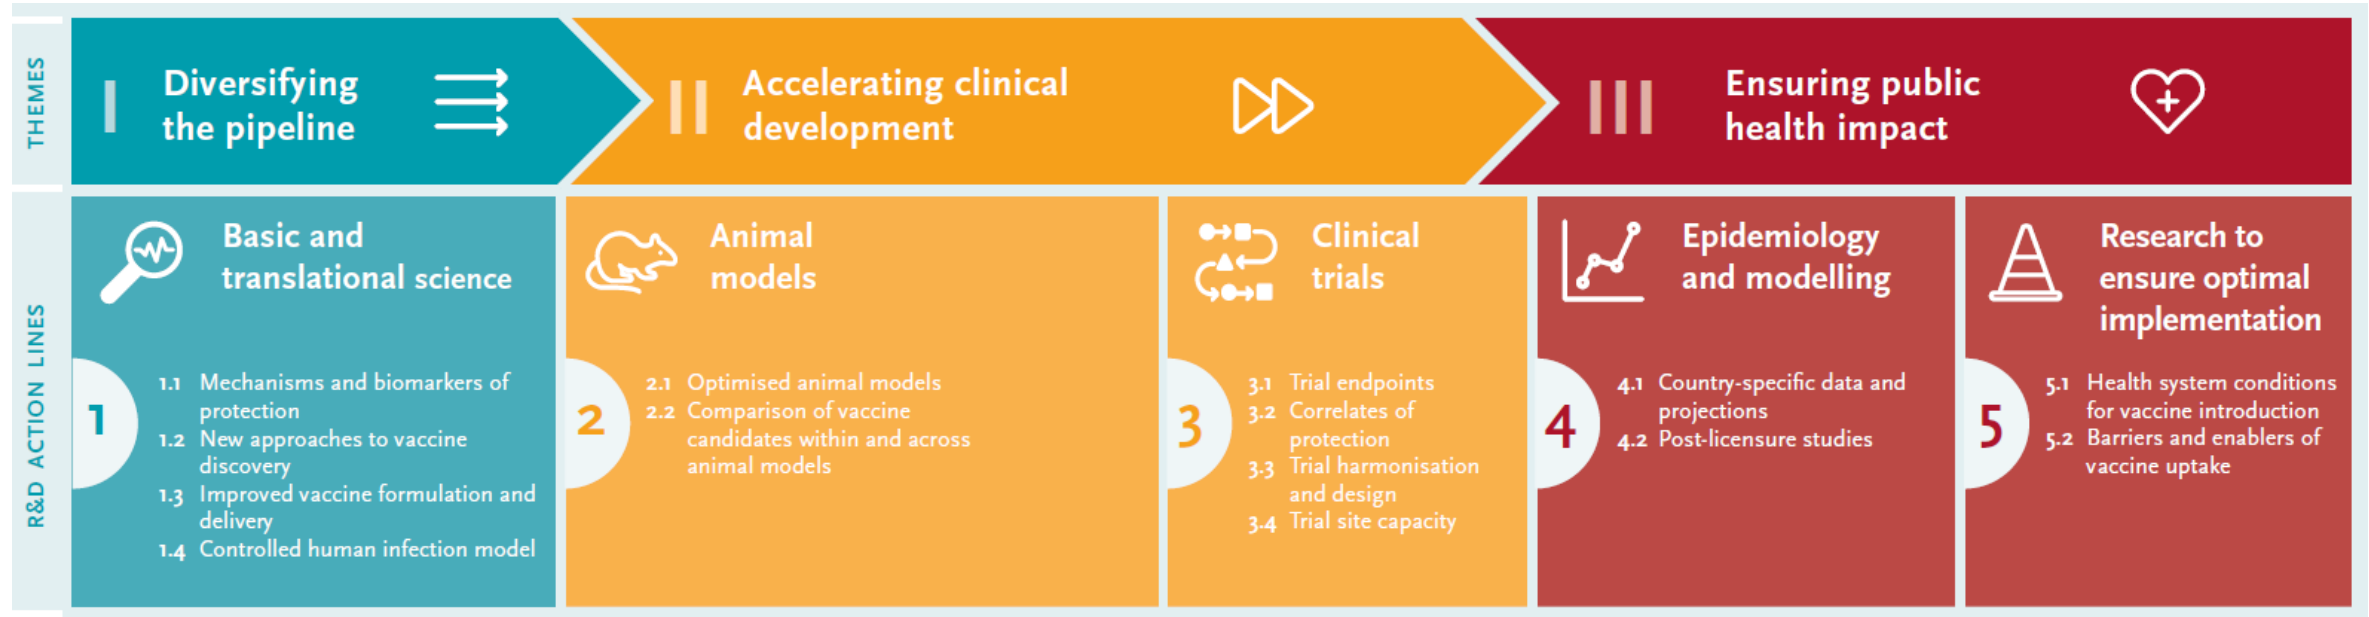 THEMES
I
Diversifying
the pipeline
II
Accelerating clinical
development
III
Ensuring public
health impact
R&D ACTION LINES
Basic and
translational science
1
1.1 Mechanisms and biomarkers of
protection
1.2 New approaches to vaccine
discovery
1.3 Improved vaccine formulation and
delivery
1.4 Controlled human infection model
Animal
models
2
2.1 Optimised animal models
2.2 Comparison of vaccine
candidates within and across
animal models
Clinical
trials
3
3.1 Trial endpoints
3.2 Correlates of
protection
3.3 Trial harmonisation
and design
3.4 Trial site capacity
Epidemiology
and modelling
4
4.1 Country-specific data and
projections
4.2 Post-licensure studies
Research to
ensure optimal
implementation
5
5.1 Health system conditions
for vaccine introduction
5.2 Barriers and enablers of
vaccine uptake